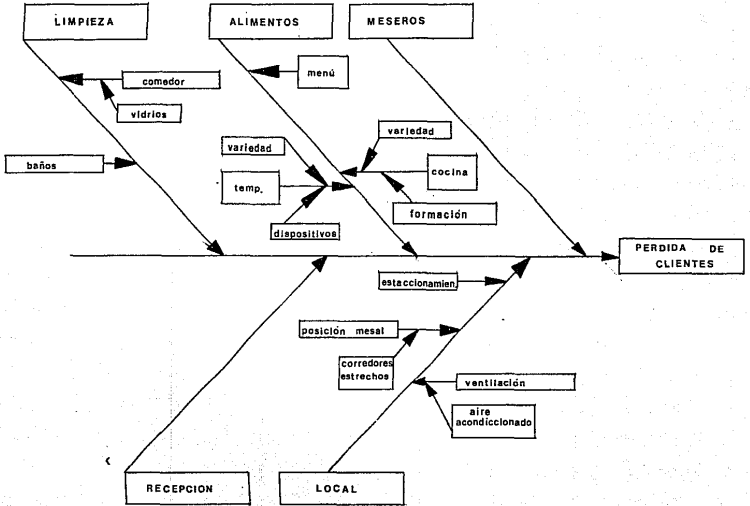 LIMPIEZA
ALIMENTOS
MESEROS
comedor
menú
vidrios
variedad
variedad
baños
cocina
temp.
formación
dispositivos
PERDIDA DE
CLIENTES
estaccionamien.
posición mesal
corredores
estrechos
ventilación
aire
acondiccionado
RECEPCION
LOCAL